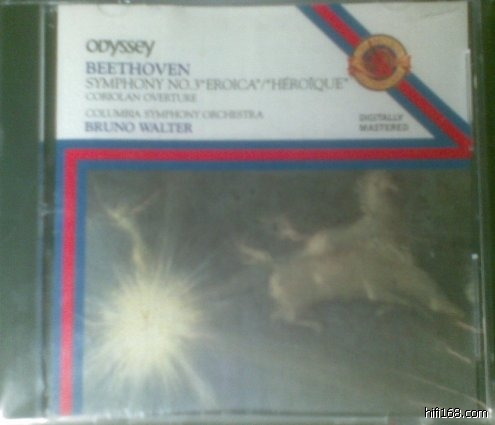 ODYSSEY
BEETHOVEN
SYMPHONY NO.3 "EROICA"/"HÉROÏQUE"
CORIOLAN OVERTURE
COLUMBIA SYMPHONY ORCHESTRA
BRUNO WALTER
DIGITALLY
MASTERED
hifi168.com